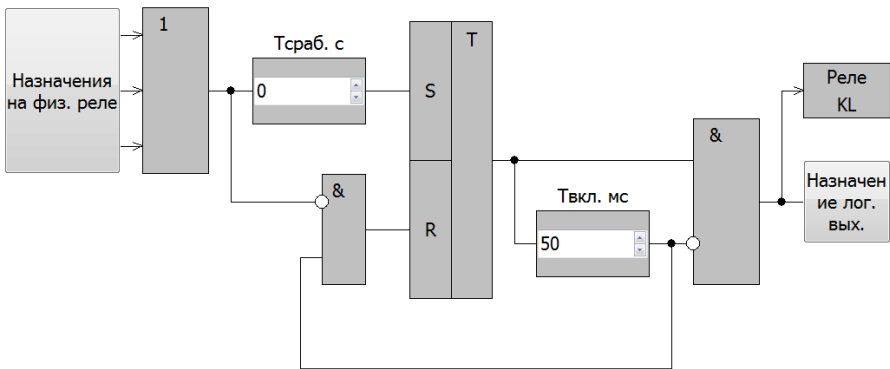 Назначения
на физ. реле
1
Тсраб. с
0
&
S
R
T
Твкл. мс
50
&
Реле
KL
Назначен
ие лог.
вых.